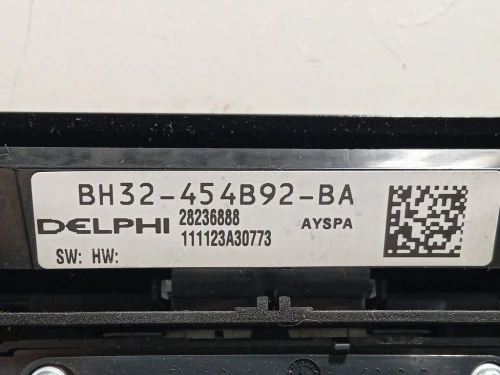 BH32-454B92-BA
DELPHI 28236888 AYSPA
111123A30773
SW: HW: